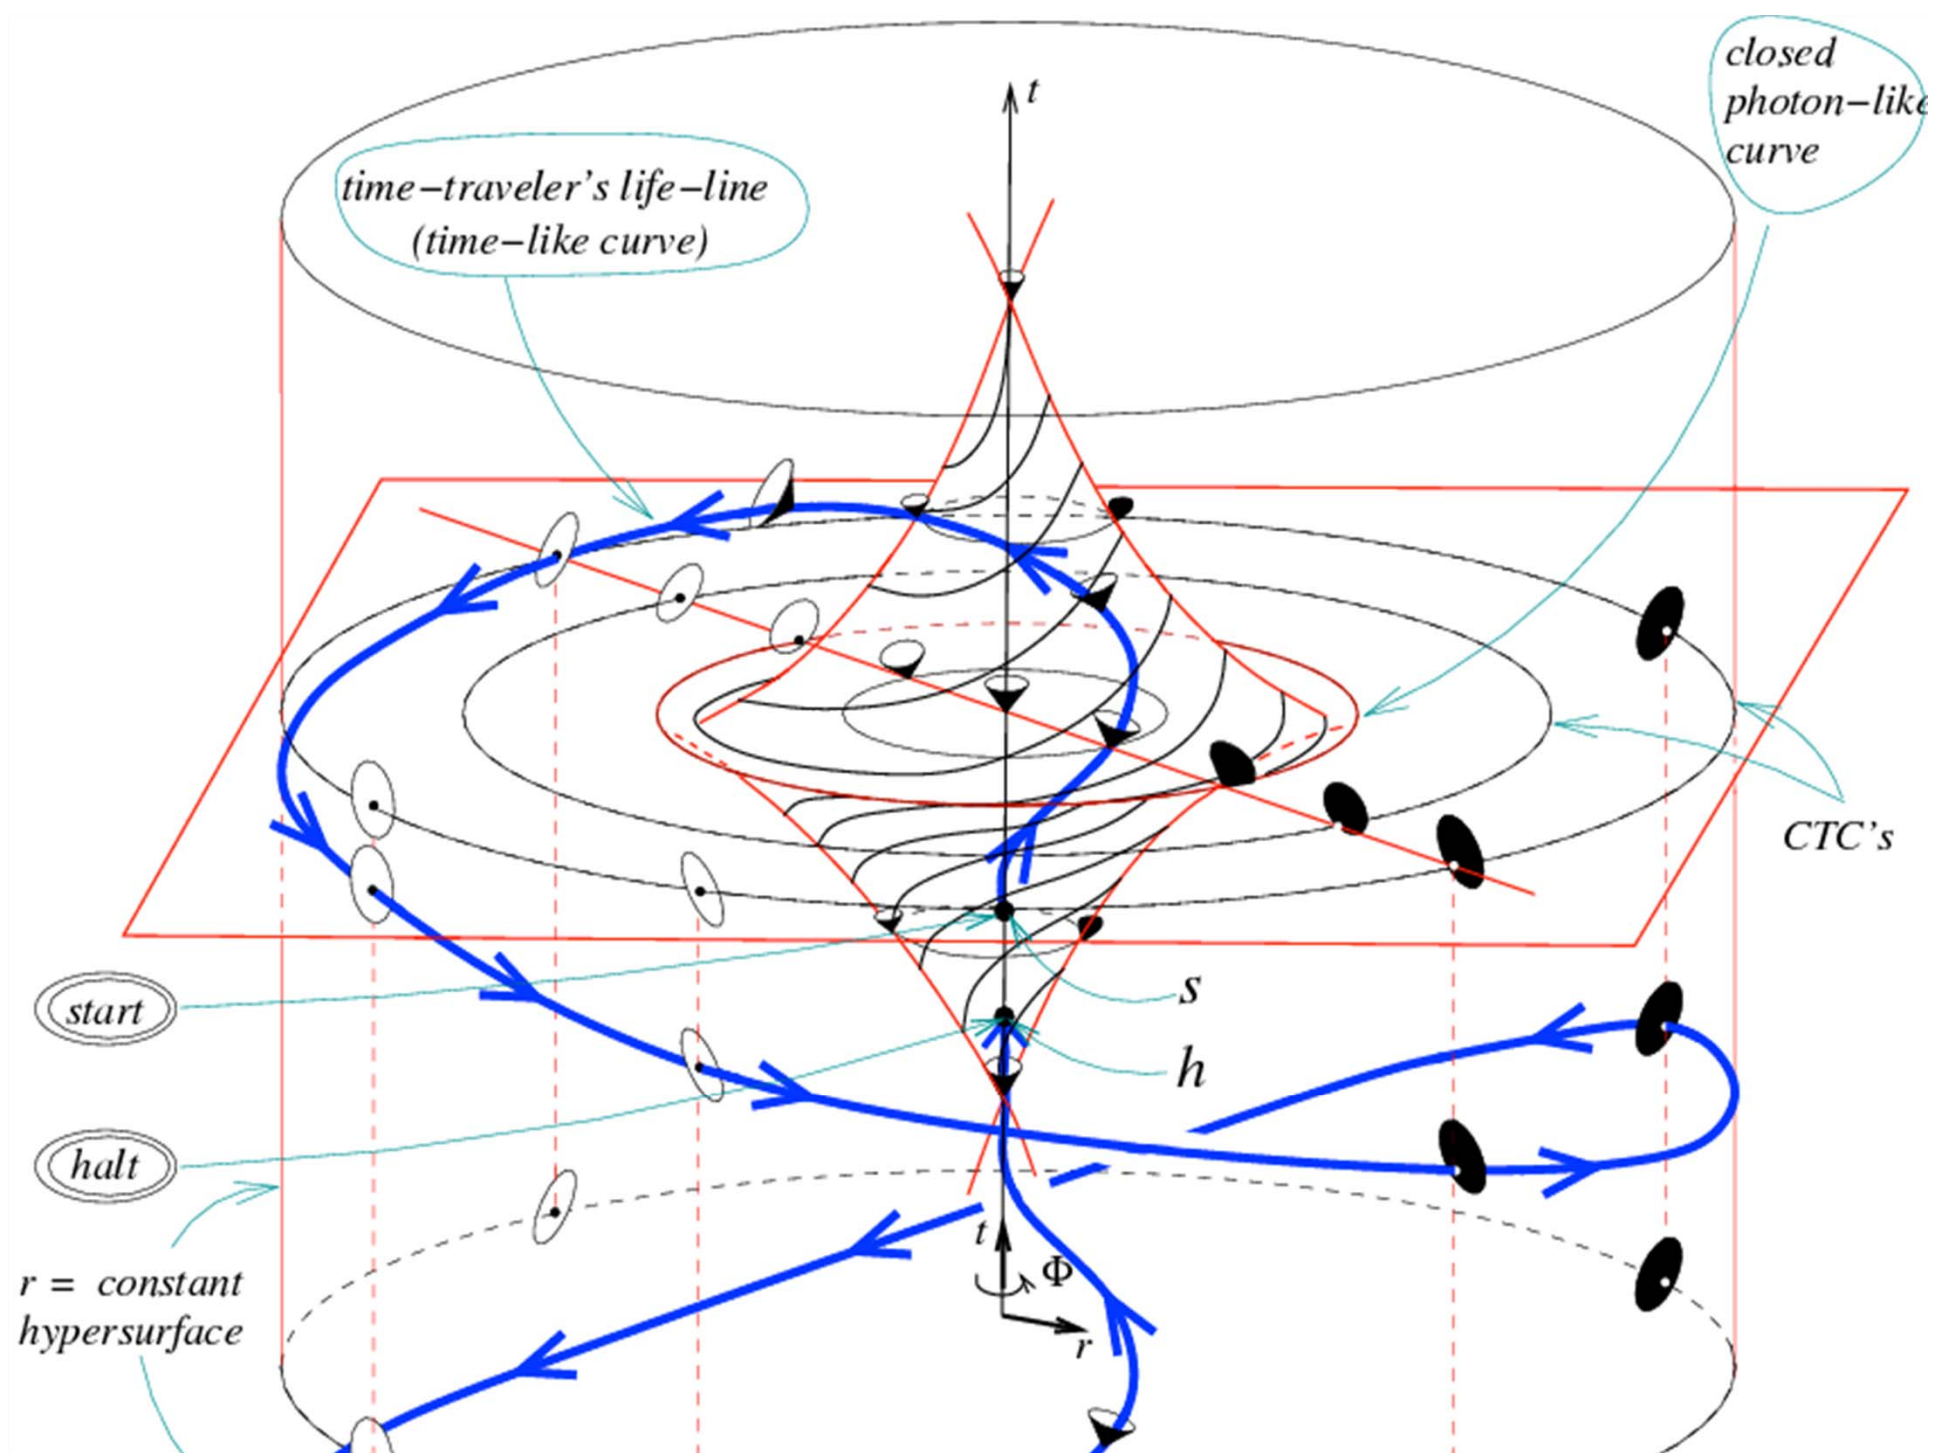 closed
photon–like
curve
t
time–traveler's life–line
(time–like curve)
CTC's
start
s
h
halt
t
Φ
r
r = constant
hypersurface